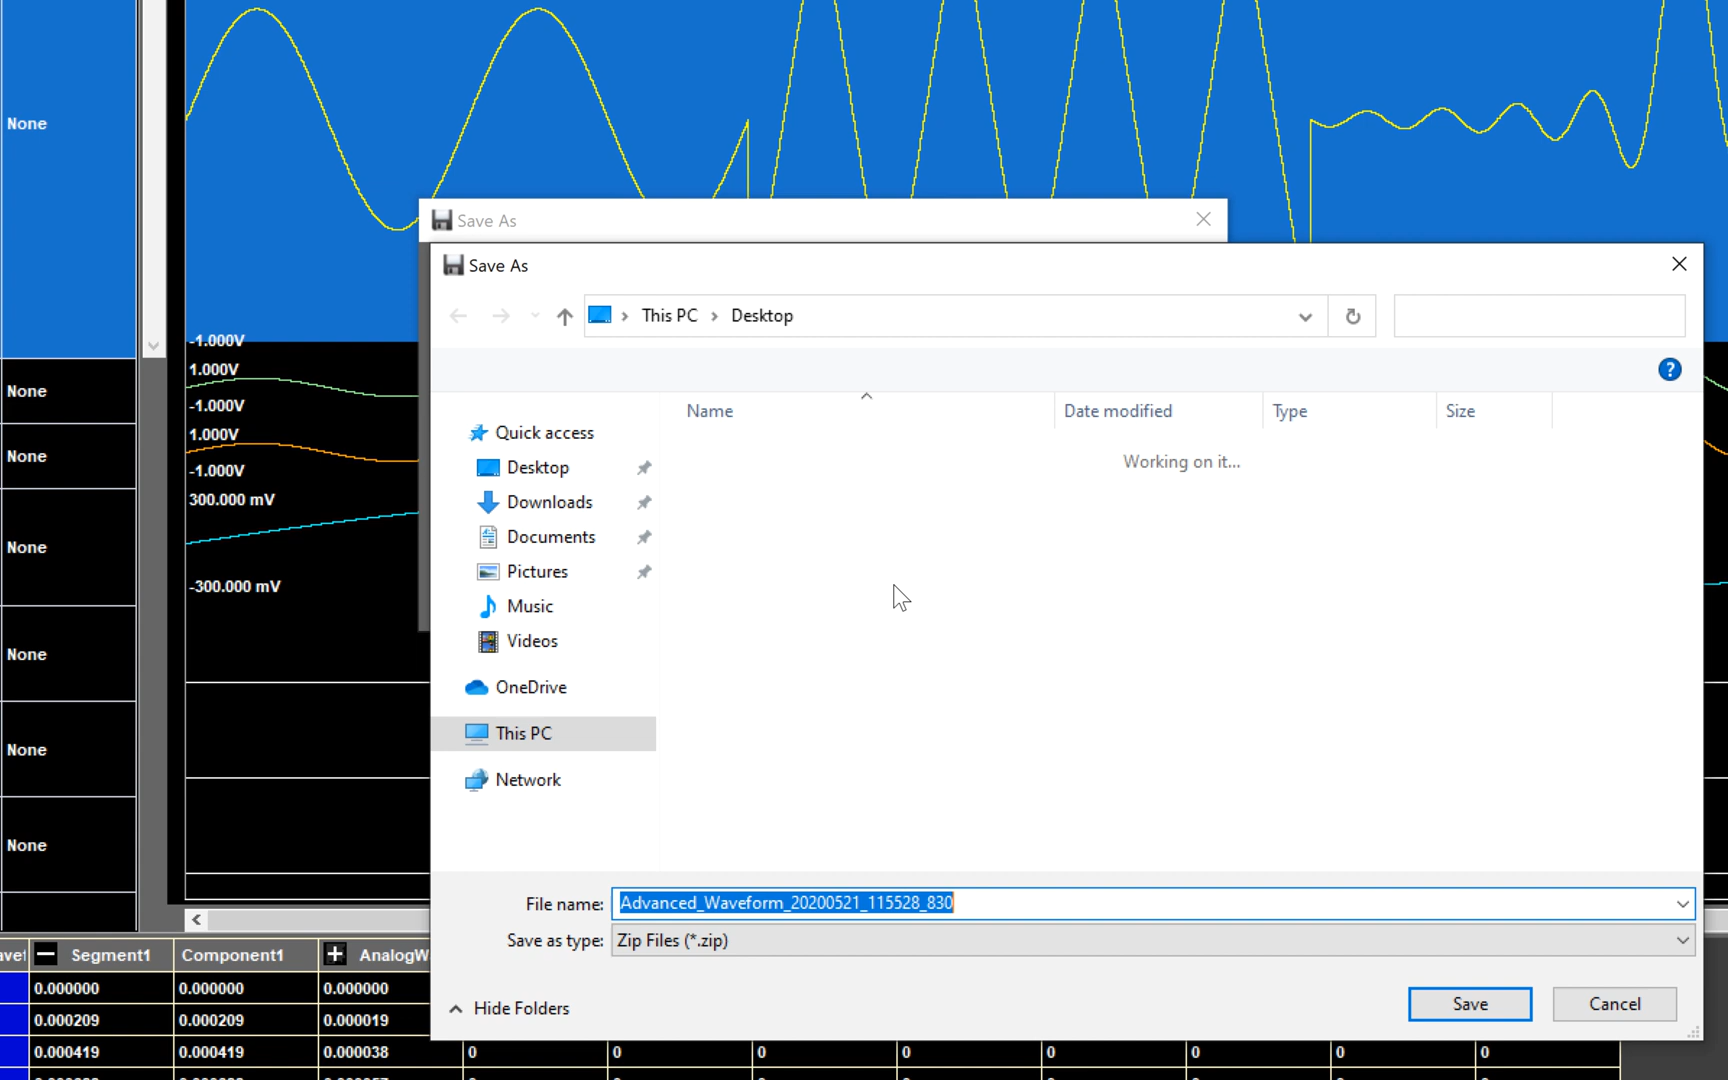 None
-1.000V
1.000V
-1.000V
1.000V
-1.000V
300.000 mV
-300.000 mV
None
None
None
None
None
None
Save As
Save As
This PC
Desktop
?
Name
Date modified
Type
Size
Working on it...
Quick access
Desktop
Downloads
Documents
Pictures
Music
Videos
OneDrive
This PC
Network
File name: Advanced_Waveform_20200521_115528_830
Save as type: Zip Files (*.zip)
Hide Folders
Save
Cancel
Segment1 Component1 AnalogW
0.000000 0.000000 0.000000
0.000209 0.000209 0.000019
0.000419 0.000419 0.000038 0 0 0 0 0 0 0 0